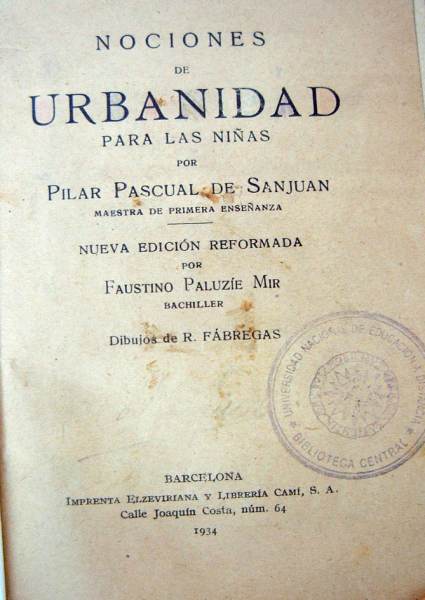 NOCIONES
DE
URBANIDAD
PARA LAS NIÑAS
POR
PILAR PASCUAL DE SANJUAN
MAESTRA DE PRIMERA ENSEÑANZA
NUEVA EDICIÓN REFORMADA
POR
FAUSTINO PALUZÍE MIR
BACHILLER
Dibujos de R. FÁBREGAS
UNIVERSIDAD NACIONAL DE EDUCACION A DISTANCIA
* BIBLIOTECA CENTRAL *
BARCELONA
IMPRENTA ELZEVIRIANA Y LIBRERÍA CAMÍ, S. A.
Calle Joaquín Costa, núm. 64
1934